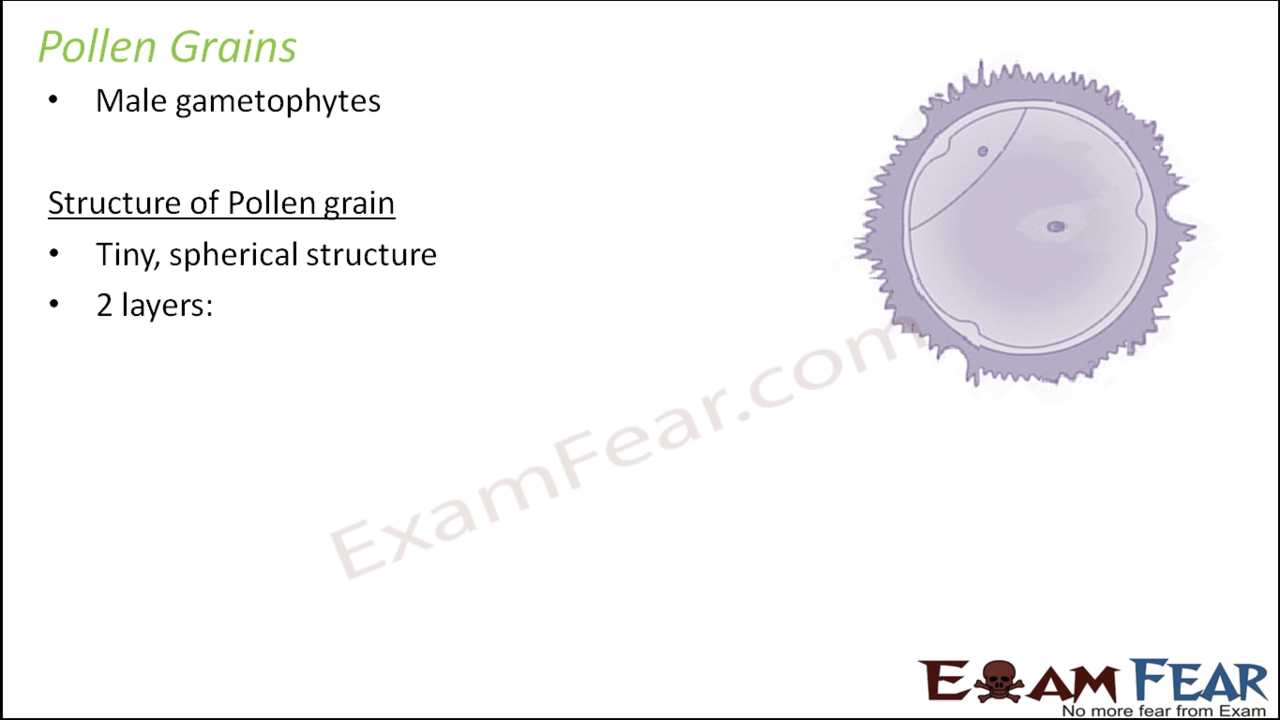 Pollen Grains
• Male gametophytes
Structure of Pollen grain
• Tiny, spherical structure
• 2 layers:
ExamFear.com
EXAM FEAR
No more fear from Exam